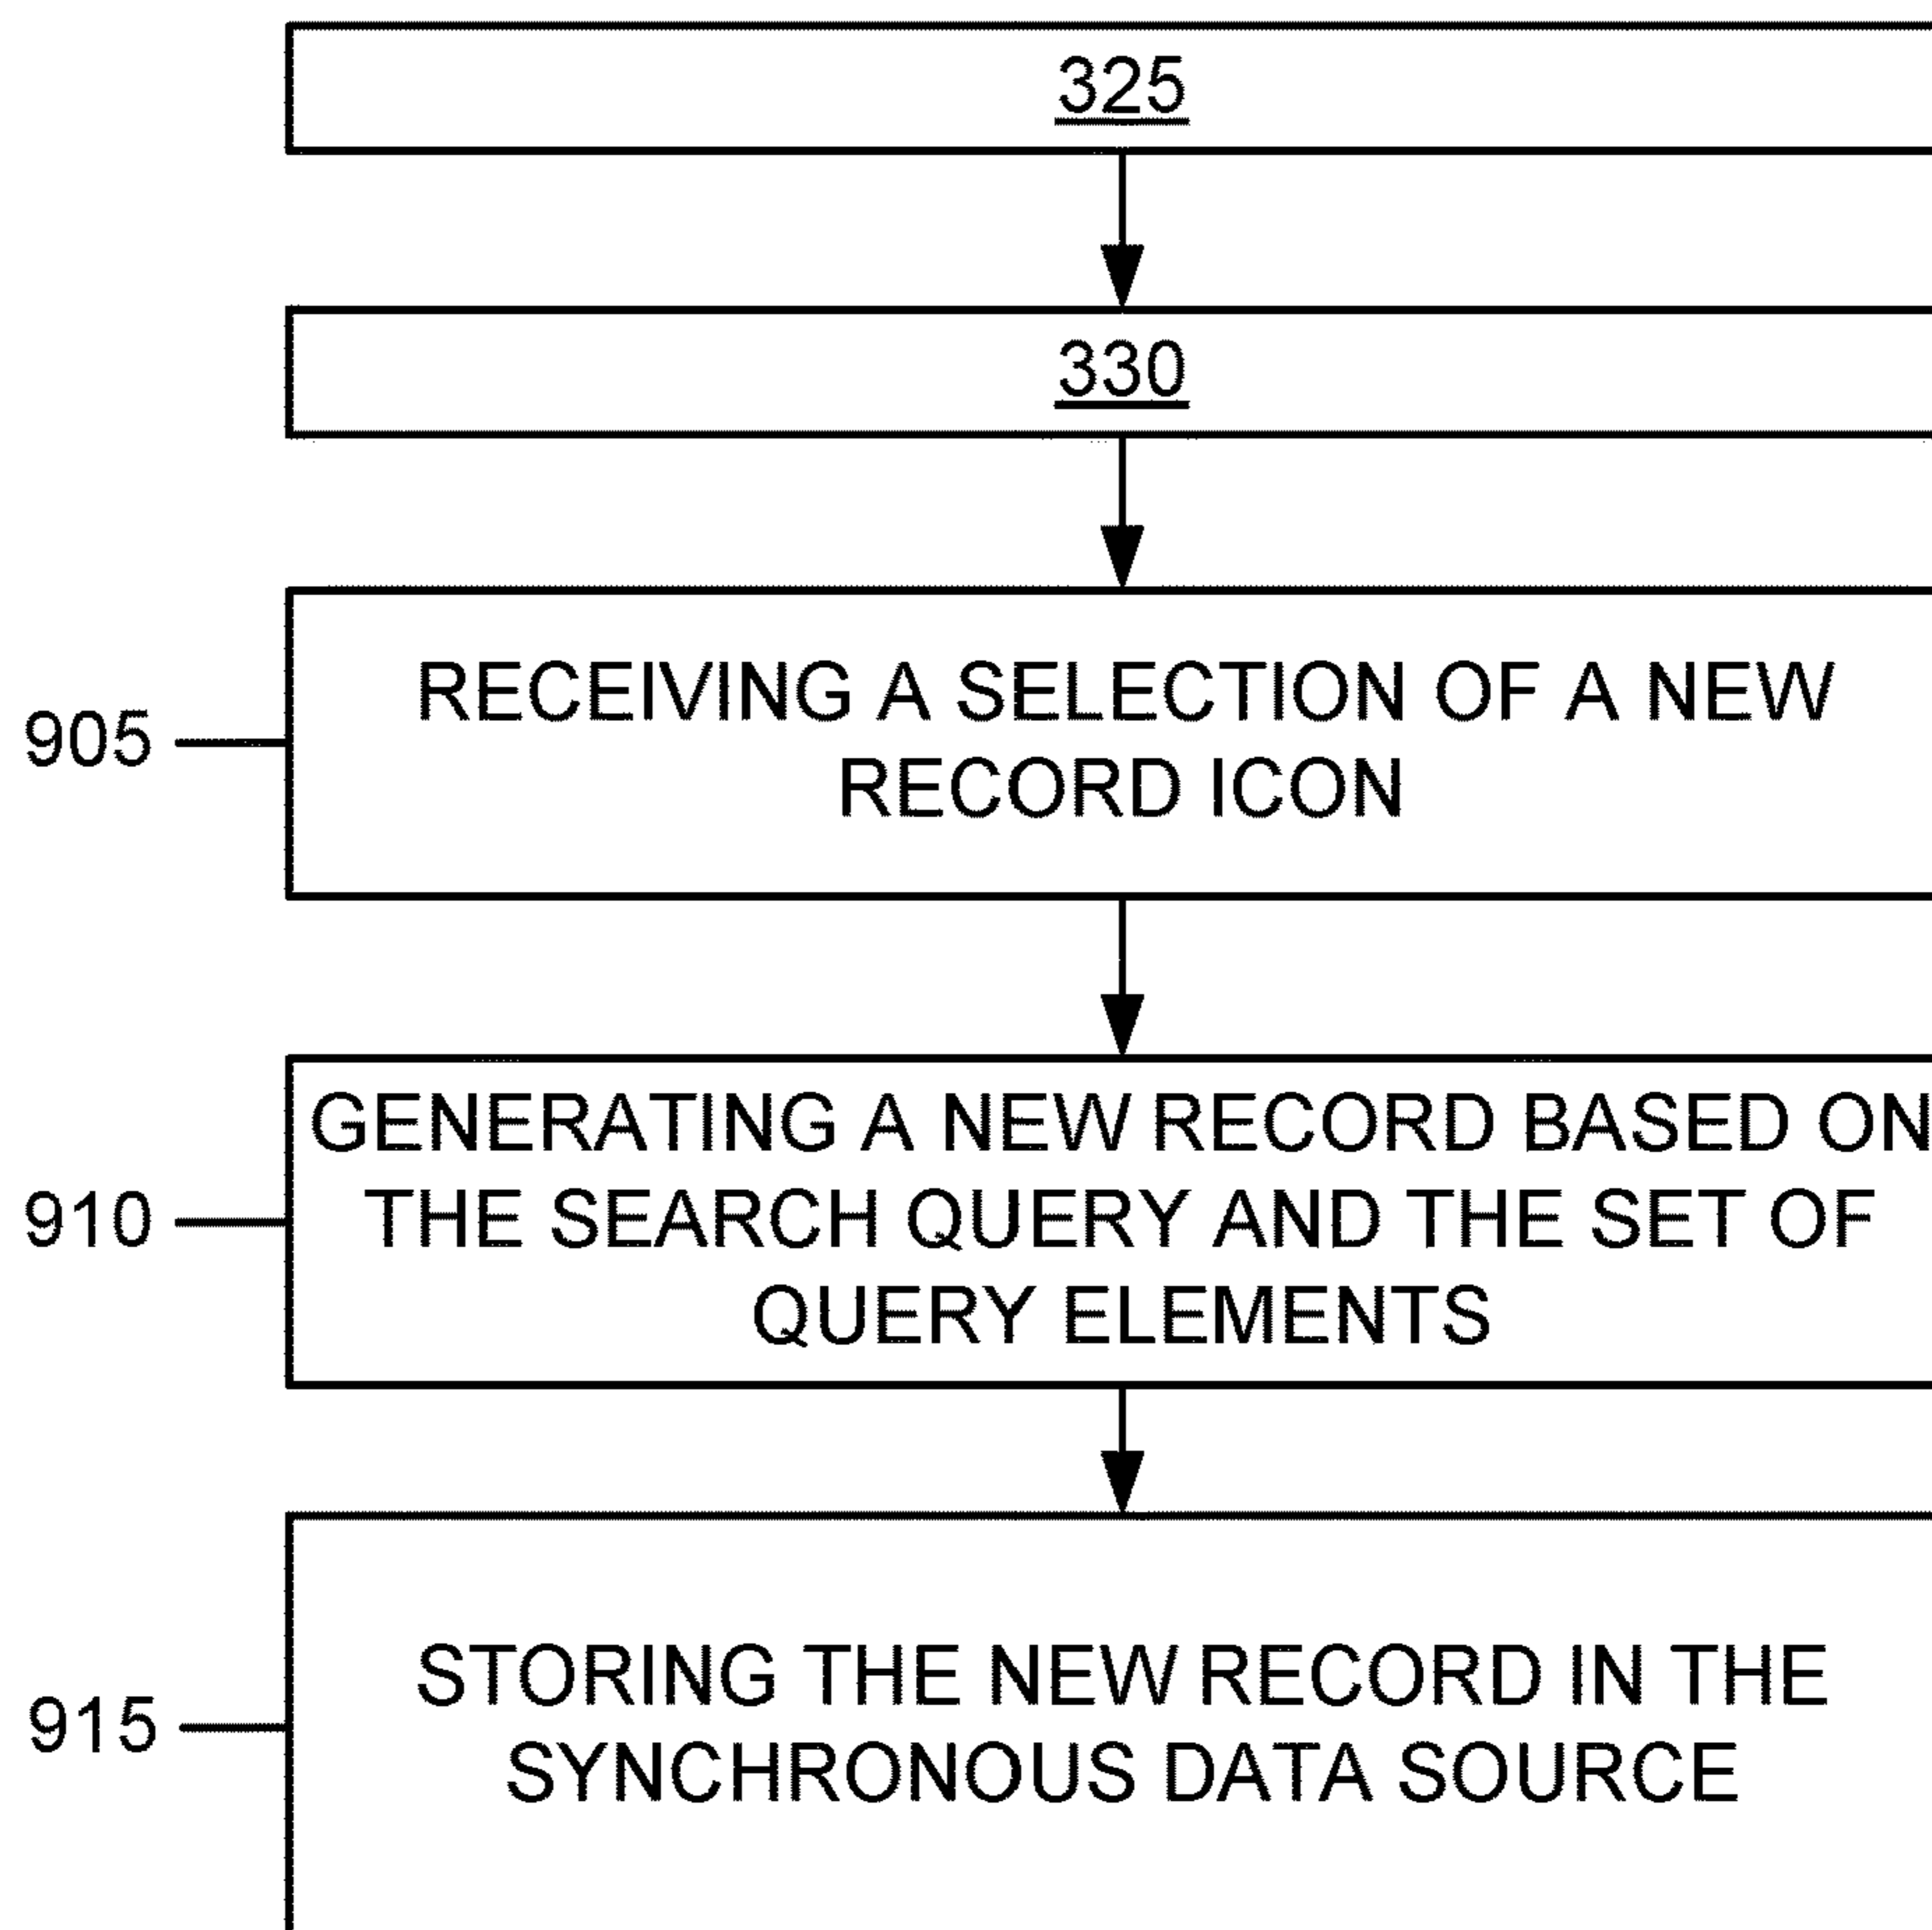 325
330
RECEIVING A SELECTION OF A NEW
RECORD ICON
905
GENERATING A NEW RECORD BASED ON
THE SEARCH QUERY AND THE SET OF
QUERY ELEMENTS
910
STORING THE NEW RECORD IN THE
SYNCHRONOUS DATA SOURCE
915